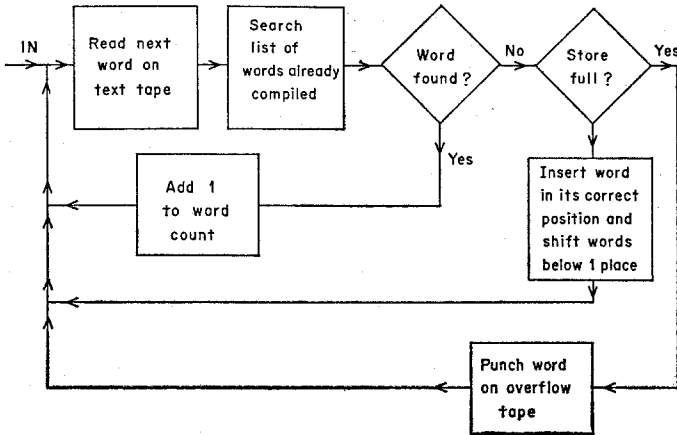 IN
Read next
word on
text tape
Search
list of
words already
compiled
Word
found?
No
Store
full?
Yes
Yes
Add 1
to word
count
Insert word
in its correct
position and
shift words
below 1 place
Punch word
on overflow
tape